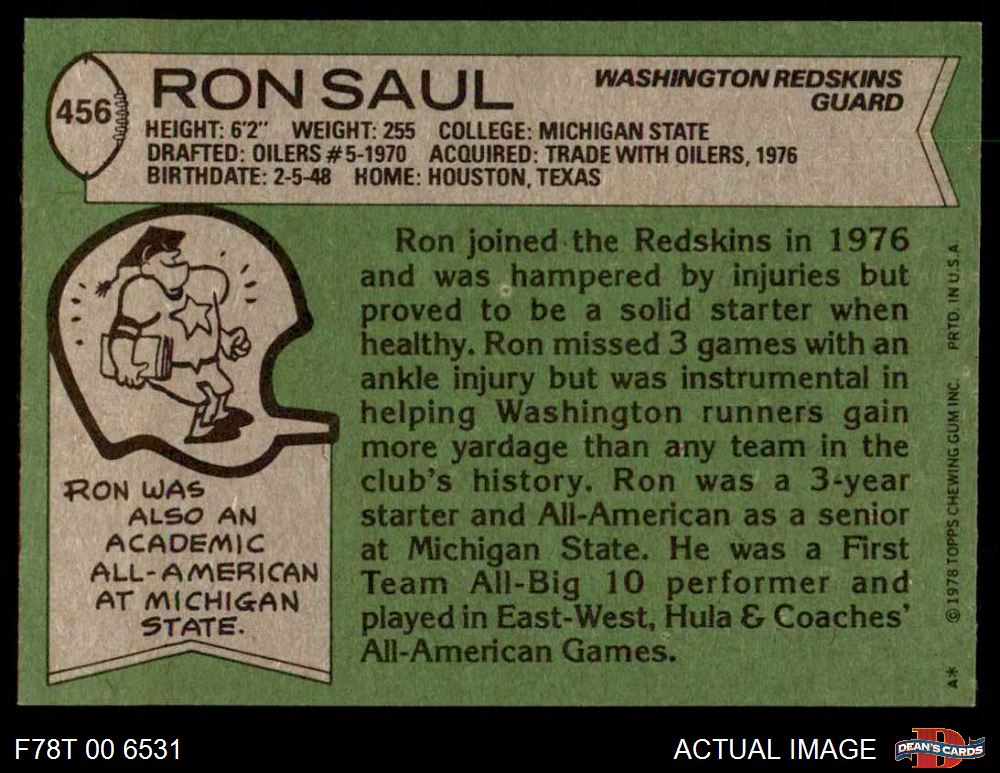 456
RON SAUL
WASHINGTON REDSKINS
GUARD
HEIGHT: 6'2" WEIGHT: 255 COLLEGE: MICHIGAN STATE
DRAFTED: OILERS #5-1970 ACQUIRED: TRADE WITH OILERS, 1976
BIRTHDATE: 2-5-48 HOME: HOUSTON, TEXAS
Ron joined the Redskins in 1976
and was hampered by injuries but
proved to be a solid starter when
healthy. Ron missed 3 games with an
ankle injury but was instrumental in
helping Washington runners gain
more yardage than any team in the
club's history. Ron was a 3-year
starter and All-American as a senior
at Michigan State. He was a First
Team All-Big 10 performer and
played in East-West, Hula & Coaches'
All-American Games.
RON WAS
ALSO AN
ACADEMIC
ALL-AMERICAN
AT MICHIGAN
STATE.
A* © 1978 TOPPS CHEWING GUM INC. PRTD. IN U.S.A.
F78T 00 6531
ACTUAL IMAGE
D
DEAN'S CARDS